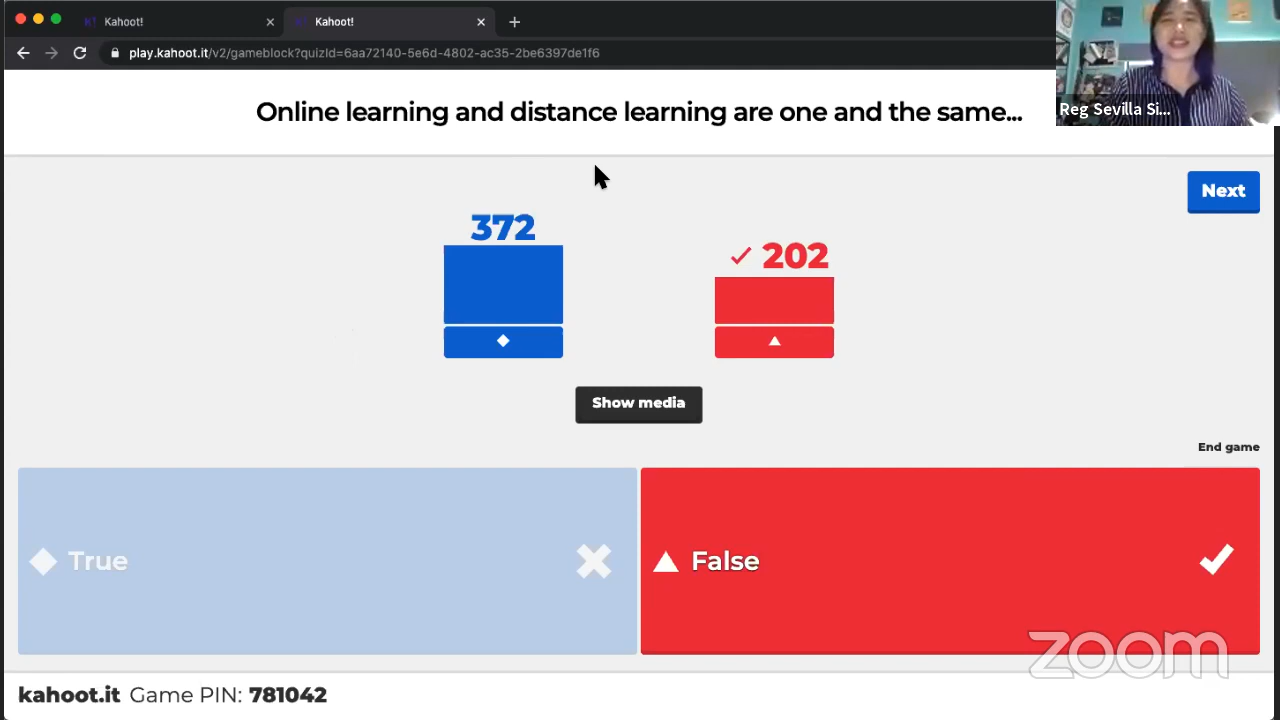 Kahoot!
Kahoot!
play.kahoot.it/v2/gameblock?quizId=6aa72140-5e6d-4802-ac35-2be6397de1f6
Reg Sevilla Si...
Online learning and distance learning are one and the same...
Next
372
202
Show media
End game
True
False
zoom
kahoot.it Game PIN: 781042